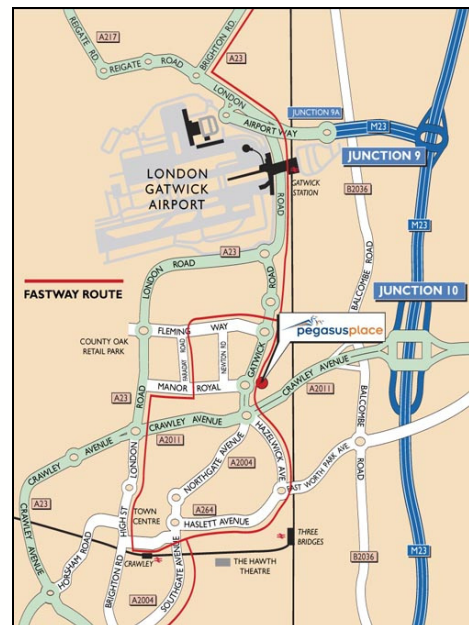 A217
REIGATE RD.
BRIGHTON RD.
A23
REIGATE ROAD
LONDON
JUNCTION 9A
AIRPORT WAY
M23
JUNCTION 9
LONDON
GATWICK
AIRPORT
GATWICK
STATION
B2036
ROAD
BALCOMBE ROAD
A23
LONDON ROAD
ROAD
FASTWAY ROUTE
JUNCTION 10
pegasusplace
FLEMING WAY
COUNTY OAK
RETAIL PARK
FARADAY ROAD
NEWTON RD.
GATWICK
MANOR ROYAL
ROAD
A23
CRAWLEY AVENUE
A2011
CRAWLEY AVENUE
A2011
CRAWLEY AVENUE
BALCOMBE
ROAD
NORTHGATE AVENUE
HAZELWICK AVE
A2004
LONDON
EAST WORTH PARK AVE
A23
CRAWLEY AVENUE
HIGH ST
TOWN
CENTRE
A264
HASLETT AVENUE
THREE
BRIDGES
M23
HORSHAM ROAD
BRIGHTON RD
CRAWLEY
SOUTHGATE AVENUE
THE HAWTH
THEATRE
B2036
A2004
M23